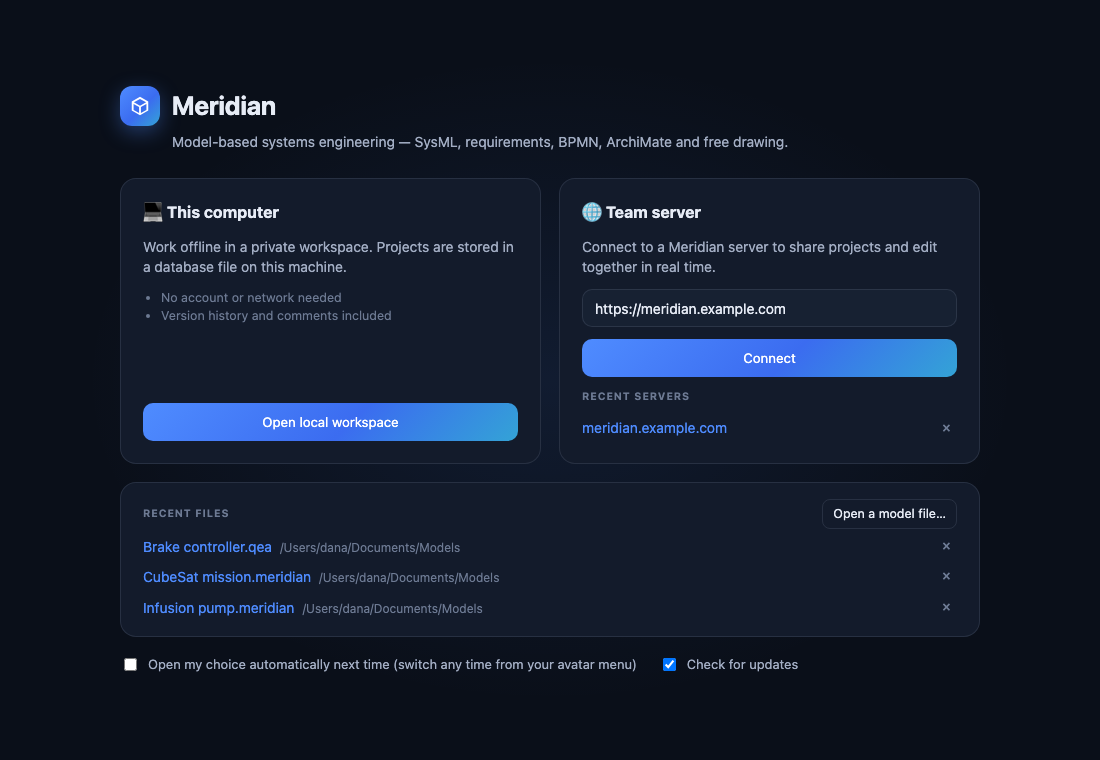 Meridian
Model-based systems engineering — SysML, requirements, BPMN, ArchiMate and free drawing.
This computer
Work offline in a private workspace. Projects are stored in
a database file on this machine.
• No account or network needed
• Version history and comments included
Open local workspace
Team server
Connect to a Meridian server to share projects and edit
together in real time.
https://meridian.example.com
Connect
RECENT SERVERS
meridian.example.com ×
RECENT FILES
Open a model file…
Brake controller.qea /Users/dana/Documents/Models ×
CubeSat mission.meridian /Users/dana/Documents/Models ×
Infusion pump.meridian /Users/dana/Documents/Models ×
Open my choice automatically next time (switch any time from your avatar menu)
Check for updates